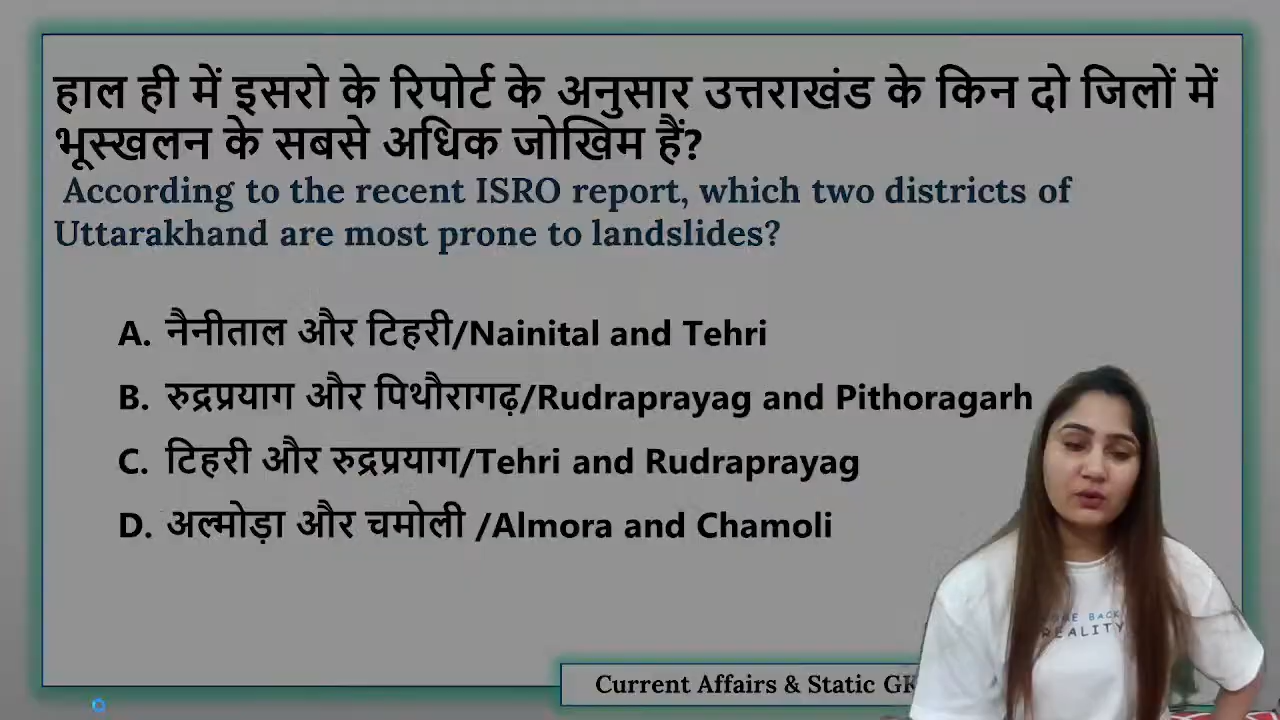 हाल ही में इसरो के रिपोर्ट के अनुसार उत्तराखंड के किन दो जिलों में
भूस्खलन के सबसे अधिक जोखिम हैं?
According to the recent ISRO report, which two districts of
Uttarakhand are most prone to landslides?
A. नैनीताल और टिहरी/Nainital and Tehri
B. रुद्रप्रयाग और पिथौरागढ़/Rudraprayag and Pithoragarh
C. टिहरी और रुद्रप्रयाग/Tehri and Rudraprayag
D. अल्मोड़ा और चमोली /Almora and Chamoli
BACK
REALITY
Current Affairs & Static GK